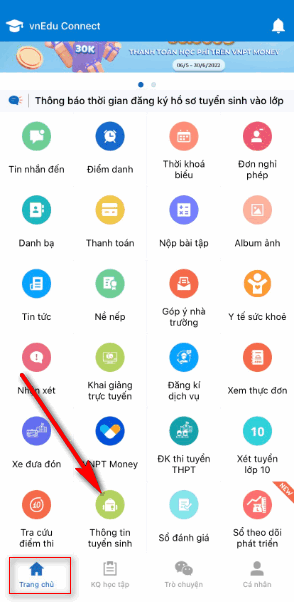 vnEdu Connect
30K
THANH TOÁN HỌC PHÍ TRÊN VNPT MONEY
06/5 - 30/6/2022
Thông báo thời gian đăng ký hồ sơ tuyển sinh vào lớp
Tin nhắn đến
Điểm danh
Thời khoá
biểu
Đơn nghỉ
phép
Danh bạ
Thanh toán
Nộp bài tập
Album ảnh
Tin tức
Nề nếp
Góp ý nhà
trường
Y tế sức khoẻ
Nhận xét
Khai giảng
trực tuyến
Đăng kí
dịch vụ
Xem thực đơn
Xe đưa đón
VNPT Money
ĐK thi tuyển
THPT
10
Xét tuyển
lớp 10
10
Tra cứu
điểm thi
Thông tin
tuyển sinh
Sổ đánh giá
NEW
Sổ theo dõi
phát triển
Trang chủ
KQ học tập
Trò chuyện
Cá nhân